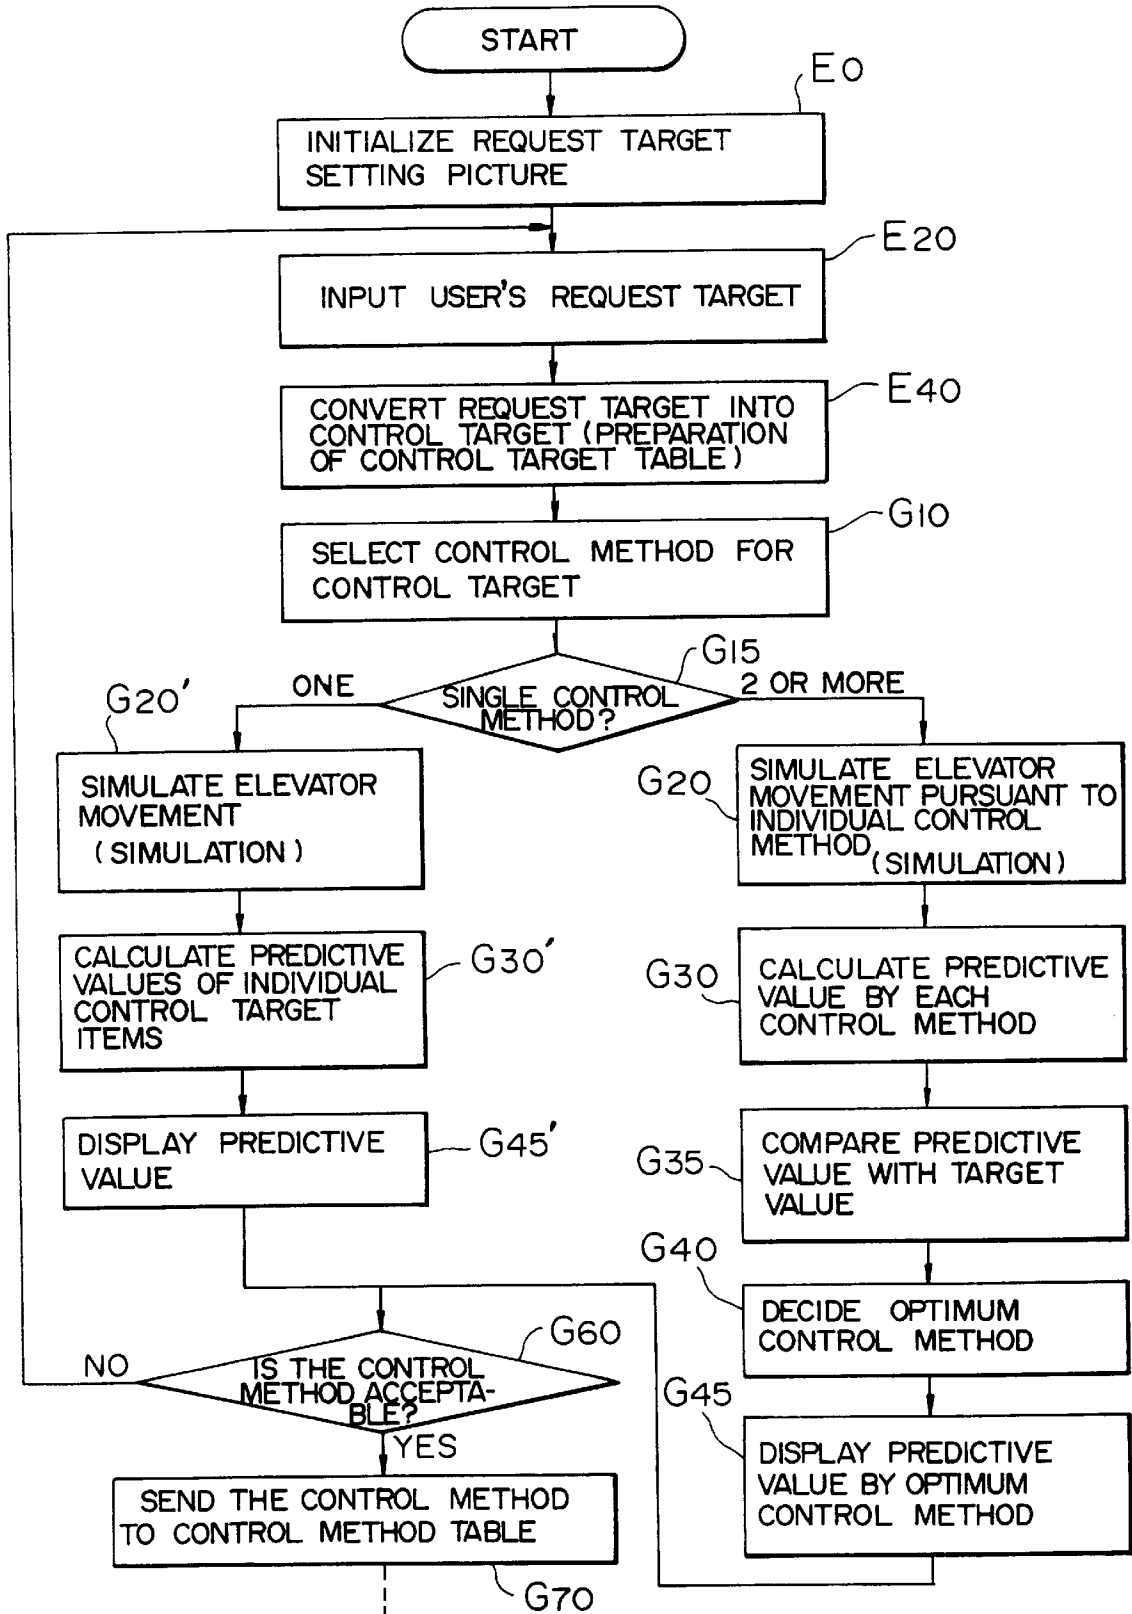 START
E0
INITIALIZE REQUEST TARGET
SETTING PICTURE
E20
INPUT USER'S REQUEST TARGET
E40
CONVERT REQUEST TARGET INTO
CONTROL TARGET (PREPARATION
OF CONTROL TARGET TABLE)
G10
SELECT CONTROL METHOD FOR
CONTROL TARGET
G15
SINGLE CONTROL
METHOD?
ONE
2 OR MORE
G20'
SIMULATE ELEVATOR
MOVEMENT
(SIMULATION)
G30'
CALCULATE PREDICTIVE
VALUES OF INDIVIDUAL
CONTROL TARGET
ITEMS
G45'
DISPLAY PREDICTIVE
VALUE
G20
SIMULATE ELEVATOR
MOVEMENT PURSUANT TO
INDIVIDUAL CONTROL
METHOD
(SIMULATION)
G30
CALCULATE PREDICTIVE
VALUE BY EACH
CONTROL METHOD
G35
COMPARE PREDICTIVE
VALUE WITH TARGET
VALUE
G40
DECIDE OPTIMUM
CONTROL METHOD
G45
DISPLAY PREDICTIVE
VALUE BY OPTIMUM
CONTROL METHOD
G60
IS THE CONTROL
METHOD ACCEPTA-
BLE?
NO
YES
SEND THE CONTROL METHOD
TO CONTROL METHOD TABLE
G70